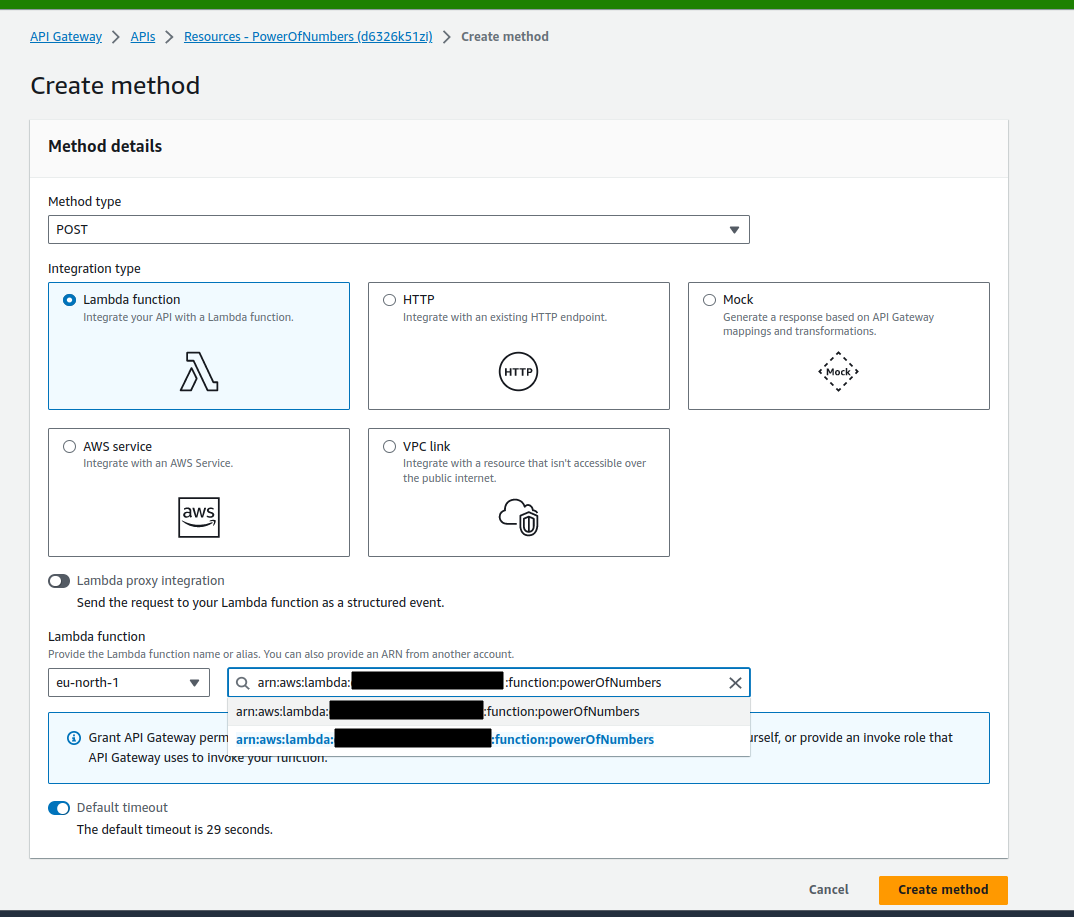 API Gateway > APIs > Resources - PowerOfNumbers (d6326k51zi) > Create method
Create method
Method details
Method type
POST
Integration type
Lambda function
Integrate your API with a Lambda function.
HTTP
Integrate with an existing HTTP endpoint.
HTTP
Mock
Generate a response based on API Gateway
mappings and transformations.
Mock
AWS service
Integrate with an AWS Service.
aws
VPC link
Integrate with a resource that isn't accessible over
the public internet.
Lambda proxy integration
Send the request to your Lambda function as a structured event.
Lambda function
Provide the Lambda function name or alias. You can also provide an ARN from another account.
eu-north-1
arn:aws:lambda: :function:powerOfNumbers
arn:aws:lambda: :function:powerOfNumbers
Grant API Gateway perm
arn:aws:lambda: :function:powerOfNumbers
urself, or provide an invoke role that
API Gateway uses to invoke your function.
Default timeout
The default timeout is 29 seconds.
Cancel
Create method